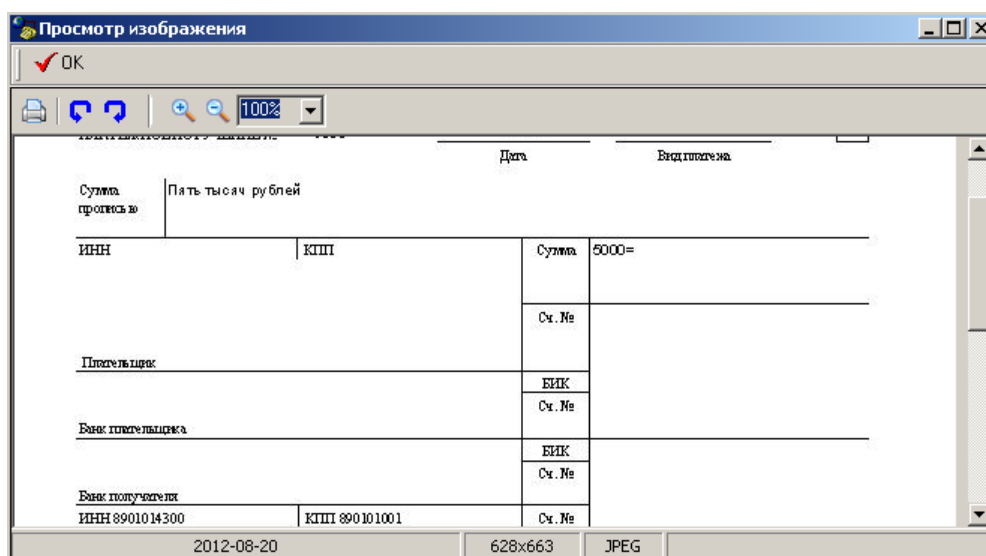 Просмотр изображения
OK
100%
Дата Вид платежа
Сумма Пать тысач рублей
прописью
ИНН КПП Сумма 5000=
Сч. №
Плательщик
БИК
Сч. №
Банк плательщика
БИК
Сч. №
Банк получателя
ИНН 8901014300 КПП 890101001 Сч. №
2012-08-20 628x663 JPEG